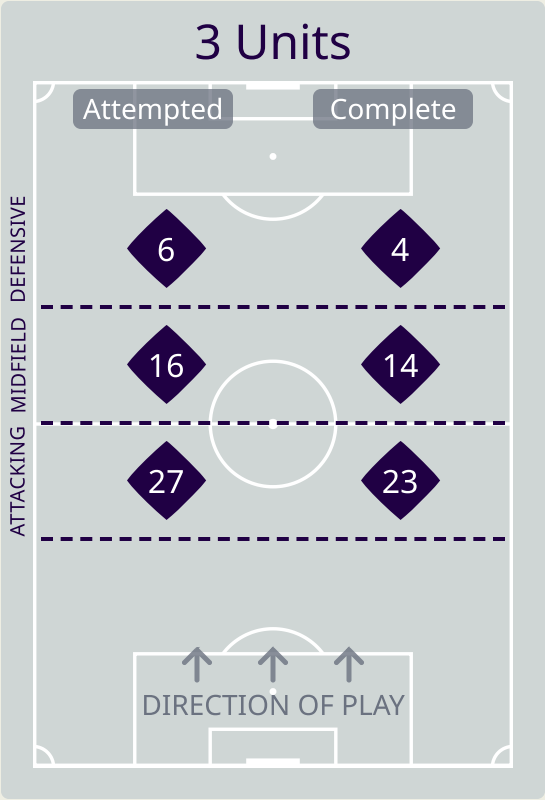 3 Units
Attempted Complete
DEFENSIVE
6 4
MIDFIELD
16 14
ATTACKING
27 23
DIRECTION OF PLAY